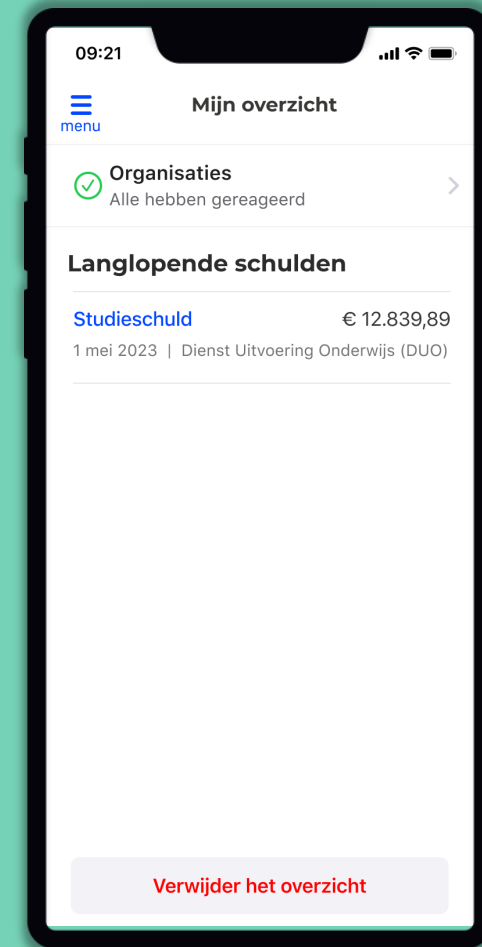 09:21
menu
Mijn overzicht
Organisaties
Alle hebben gereageerd
Langlopende schulden
Studieschuld € 12.839,89
1 mei 2023 | Dienst Uitvoering Onderwijs (DUO)
Verwijder het overzicht